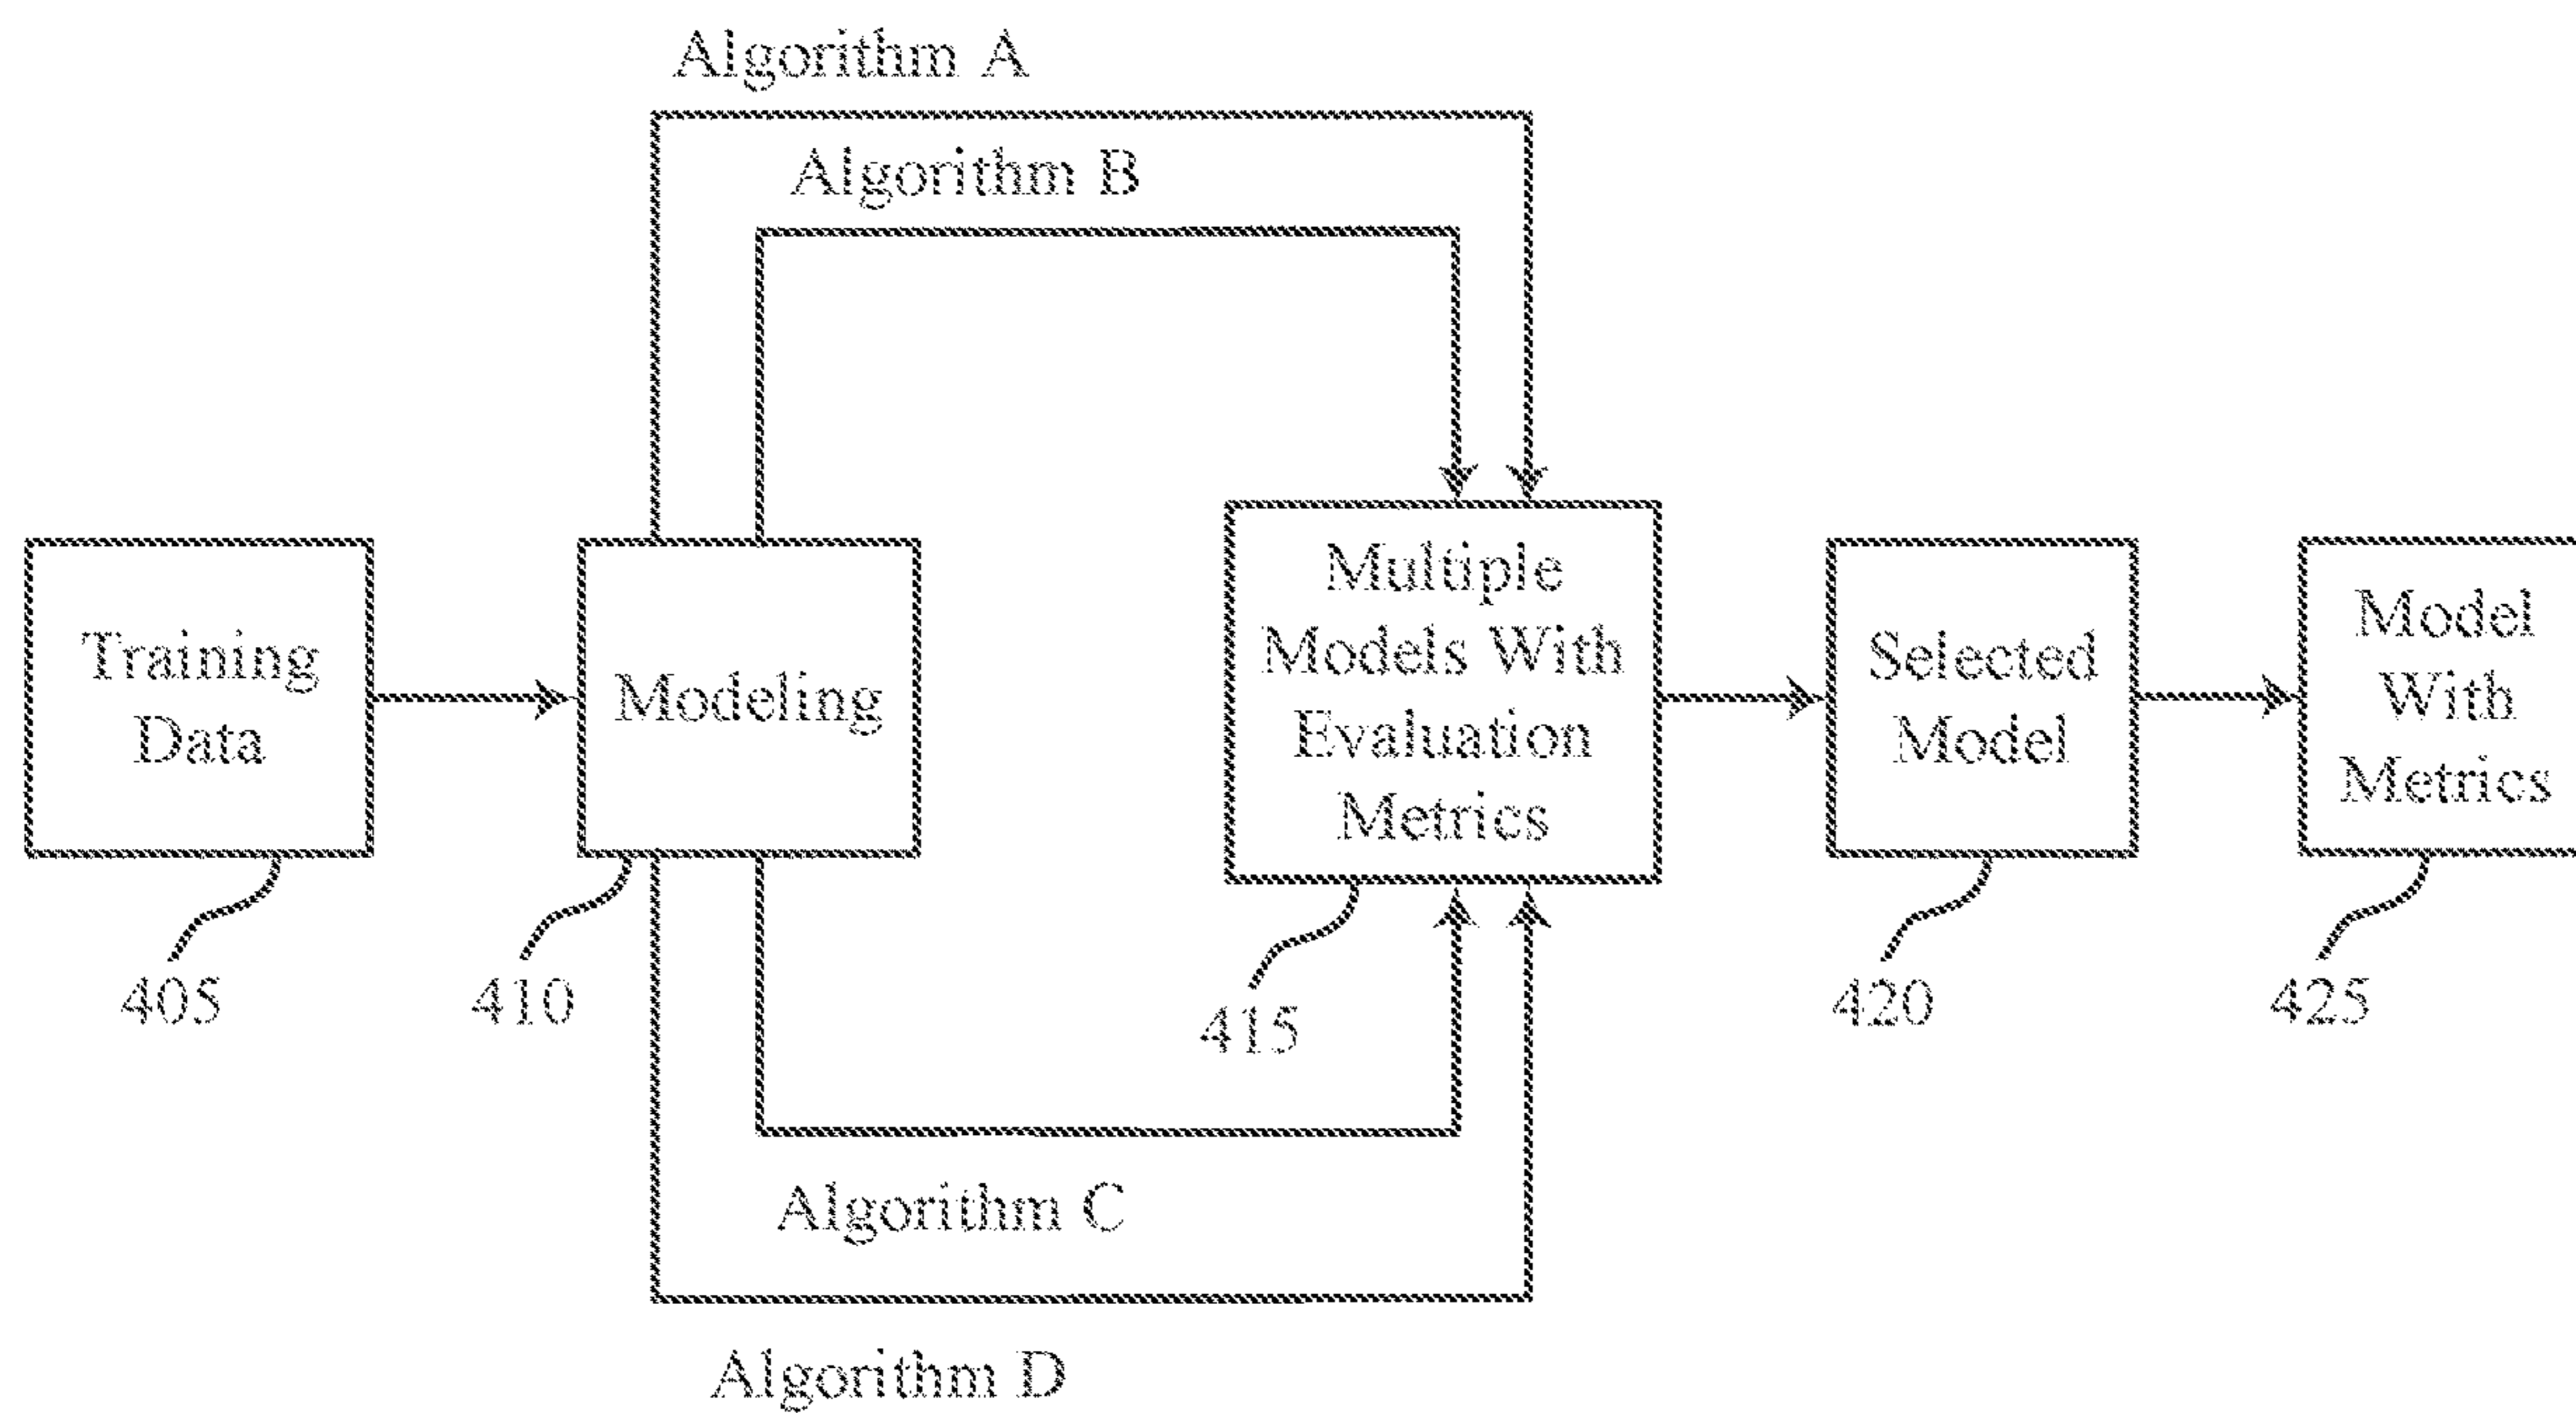 Algorithm A
Algorithm B
Training
Data
Modeling
Multiple
Models With
Evaluation
Metrics
Selected
Model
Model
With
Metrics
405
410
415
420
425
Algorithm C
Algorithm D